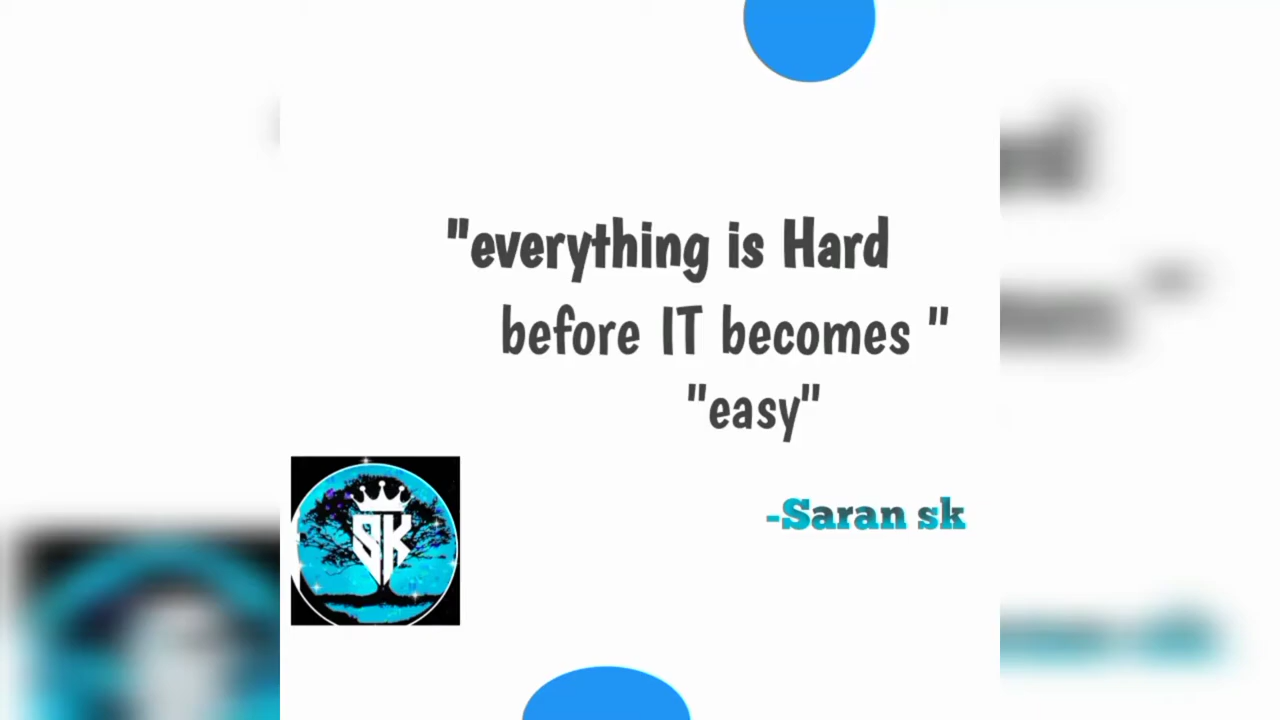 "everything is Hard
before IT becomes "
"easy"
SK
-Saran sk